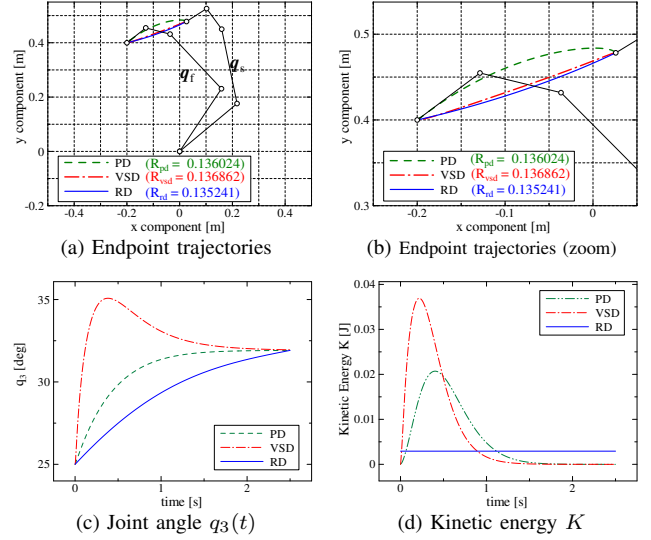 y component [m]
0.4
0.2
0
-0.2
q_f
q_s
PD (R_pd = 0.136024)
VSD (R_vsd = 0.136862)
RD (R_rd = 0.135241)
-0.4 -0.2 0 0.2 0.4
x component [m]
(a) Endpoint trajectories
y component [m]
0.5
0.4
0.3
PD (R_pd = 0.136024)
VSD (R_vsd = 0.136862)
RD (R_rd = 0.135241)
-0.2 -0.1 0
x component [m]
(b) Endpoint trajectories (zoom)
q_3 [deg]
35
30
25
PD
VSD
RD
0 1 2
time [s]
(c) Joint angle q_3(t)
Kinetic Energy K [J]
0.04
0.03
0.02
0.01
0
PD
VSD
RD
0 1 2
time [s]
(d) Kinetic energy K